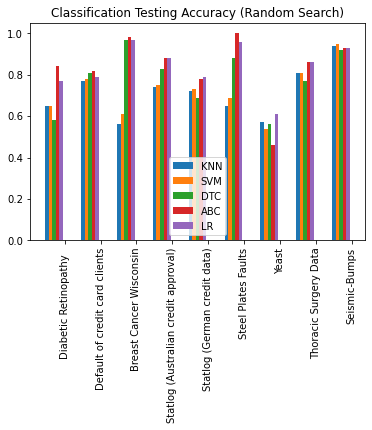 Classification Testing Accuracy (Random Search)
1.0
0.8
0.6
0.4
0.2
0.0
KNN
SVM
DTC
ABC
LR
Diabetic Retinopathy
Default of credit card clients
Breast Cancer Wisconsin
Statlog (Australian credit approval)
Statlog (German credit data)
Steel Plates Faults
Yeast
Thoracic Surgery Data
Seismic-Bumps